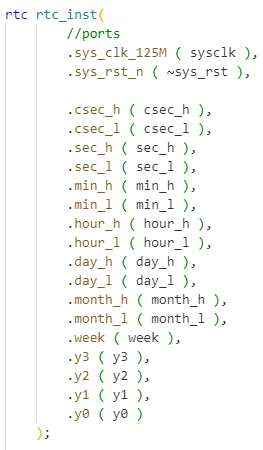 rtc rtc_inst(
//ports
.sys_clk_125M ( sysclk ),
.sys_rst_n ( ~sys_rst ),
.csec_h ( csec_h ),
.csec_l ( csec_l ),
.sec_h ( sec_h ),
.sec_l ( sec_l ),
.min_h ( min_h ),
.min_l ( min_l ),
.hour_h ( hour_h ),
.hour_l ( hour_l ),
.day_h ( day_h ),
.day_l ( day_l ),
.month_h ( month_h ),
.month_l ( month_l ),
.week ( week ),
.y3 ( y3 ),
.y2 ( y2 ),
.y1 ( y1 ),
.y0 ( y0 )
);